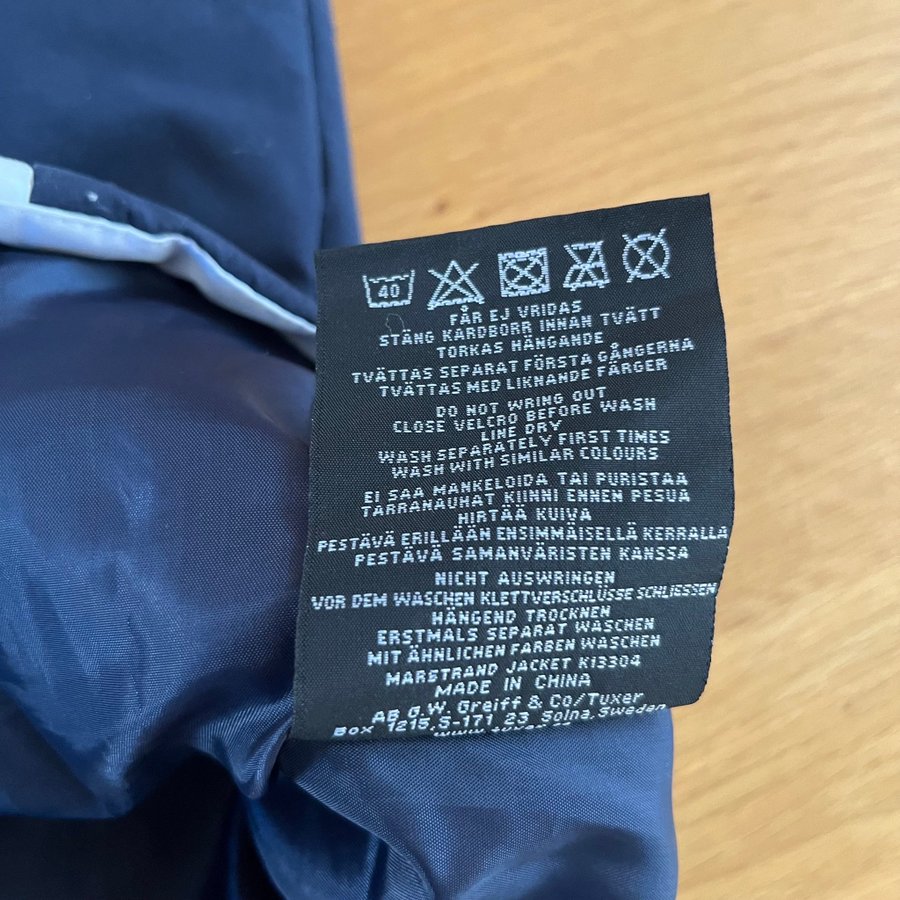 40
FÅR EJ VRIDAS
STÄNG KARDBORR INNAN TVÄTT
TORKAS HÄNGANDE
TVÄTTAS SEPARAT FÖRSTA GÅNGERNA
TVÄTTAS MED LIKNANDE FÄRGER
DO NOT WRING OUT
CLOSE VELCRO BEFORE WASH
LINE DRY
WASH SEPARATELY FIRST TIMES
WASH WITH SIMILAR COLOURS
EI SAA MANKELOIDA TAI PURISTAA
TARRANAUHAT KIINNI ENNEN PESUA
HIRTÄÄ KUIVA
PESTÄVÄ ERILLÄÄN ENSIMMÄISELLÄ KERRALLA
PESTÄVÄ SAMANVÄRISTEN KANSSA
NICHT AUSWRINGEN
VOR DEM WASCHEN KLETTVERSCHLÜSSE SCHLIESSEN
HÄNGEND TROCKNEN
ERSTMALS SEPARAT WASCHEN
MIT ÄHNLICHEN FARBEN WASCHEN
MARSTRAND JACKET K13304
MADE IN CHINA
AB G.W. Greiff & Co/Tuxer
Box 1215,S-171 23 Solna, Sweden